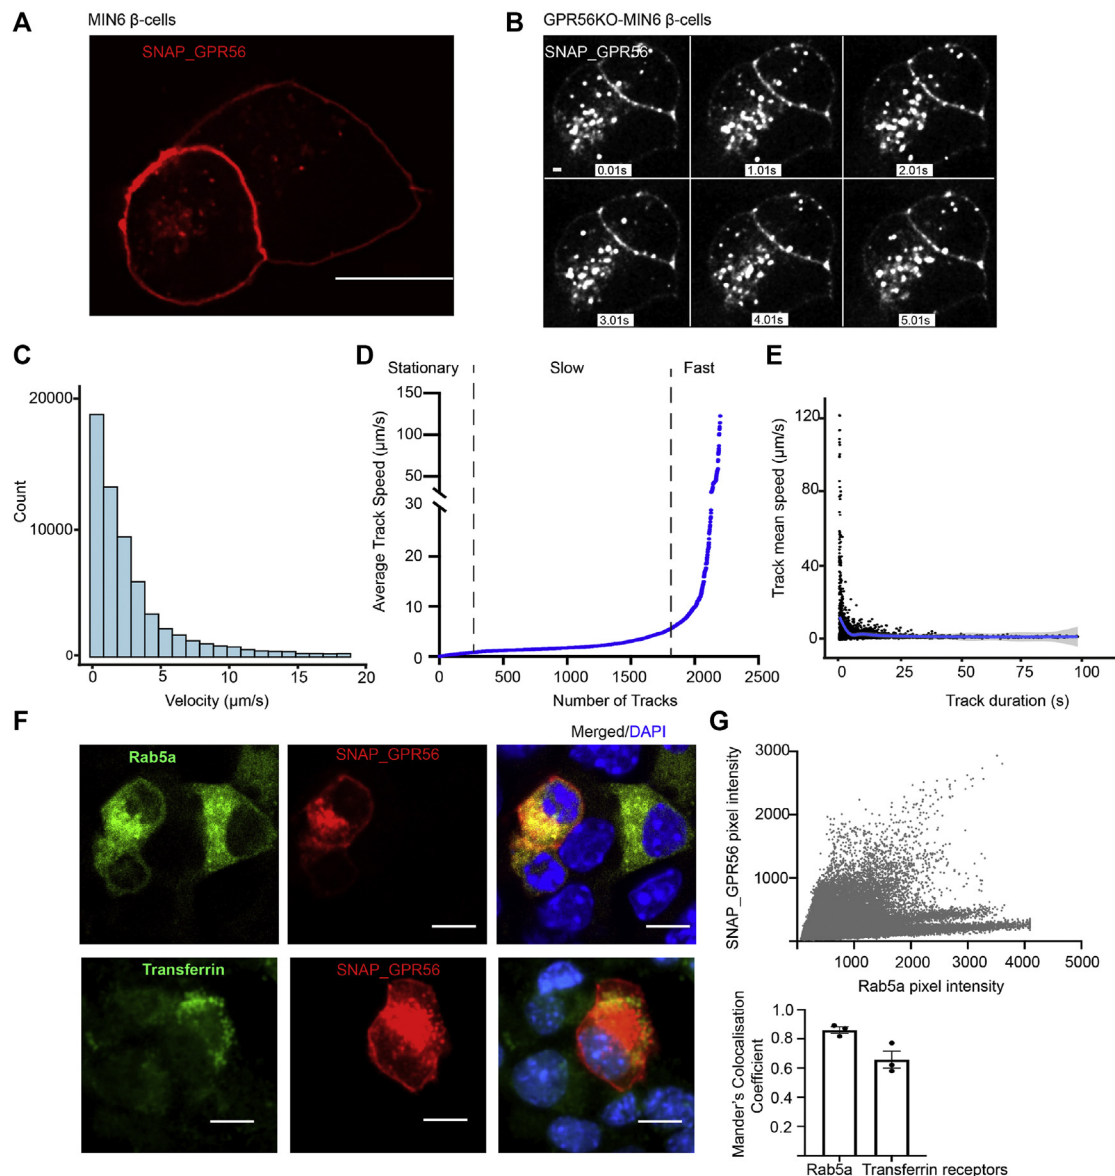 A
MIN6 β-cells
SNAP_GPR56
B
GPR56KO-MIN6 β-cells
SNAP_GPR56
0.01s
1.01s
2.01s
3.01s
4.01s
5.01s
C
20000
10000
0
Count
0
5
10
15
20
Velocity (µm/s)
D
Stationary
Slow
Fast
150
100
50
30
20
10
0
Average Track Speed (µm/s)
0
500
1000
1500
2000
2500
Number of Tracks
E
120
80
40
0
Track mean speed (µm/s)
0
25
50
75
100
Track duration (s)
F
Rab5a
SNAP_GPR56
Merged/DAPI
Transferrin
SNAP_GPR56
G
3000
2000
1000
SNAP_GPR56 pixel intensity
1000
2000
3000
4000
5000
Rab5a pixel intensity
1.0
0.8
0.6
0.4
0.2
Mander's Colocalisation
Coefficient
Rab5a
Transferrin receptors